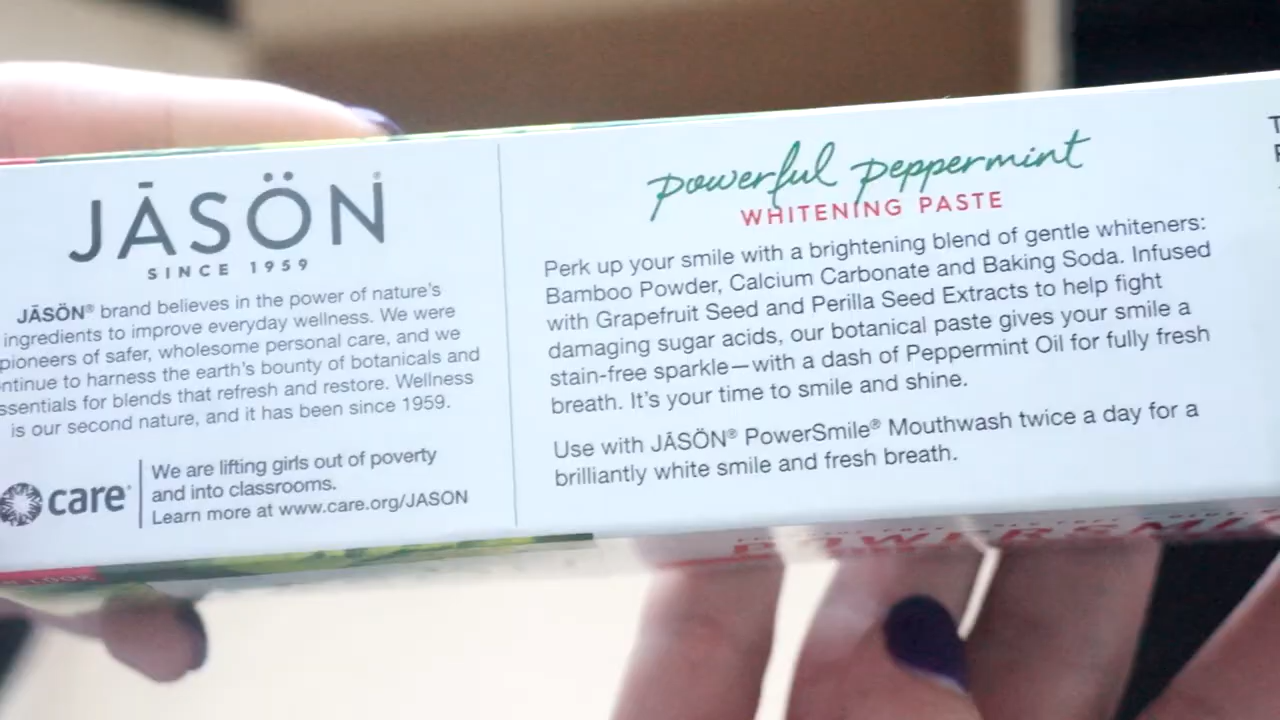 JĀSÖN
SINCE 1959
JĀSÖN® brand believes in the power of nature's
ingredients to improve everyday wellness. We were
pioneers of safer, wholesome personal care, and we
ntinue to harness the earth's bounty of botanicals and
ssentials for blends that refresh and restore. Wellness
is our second nature, and it has been since 1959.
care®
We are lifting girls out of poverty
and into classrooms.
Learn more at www.care.org/JASON
powerful peppermint
WHITENING PASTE
Perk up your smile with a brightening blend of gentle whiteners:
Bamboo Powder, Calcium Carbonate and Baking Soda. Infused
with Grapefruit Seed and Perilla Seed Extracts to help fight
damaging sugar acids, our botanical paste gives your smile a
stain-free sparkle—with a dash of Peppermint Oil for fully fresh
breath. It's your time to smile and shine.
Use with JĀSÖN® PowerSmile® Mouthwash twice a day for a
brilliantly white smile and fresh breath.
POWERSMI